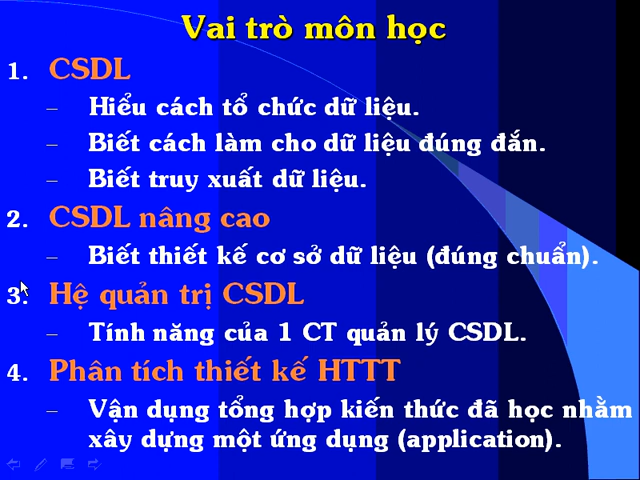 Vai trò môn học
1. CSDL
– Hiểu cách tổ chức dữ liệu.
– Biết cách làm cho dữ liệu đúng đắn.
– Biết truy xuất dữ liệu.
2. CSDL nâng cao
– Biết thiết kế cơ sở dữ liệu (đúng chuẩn).
3. Hệ quản trị CSDL
– Tính năng của 1 CT quản lý CSDL.
4. Phân tích thiết kế HTTT
– Vận dụng tổng hợp kiến thức đã học nhằm
xây dựng một ứng dụng (application).